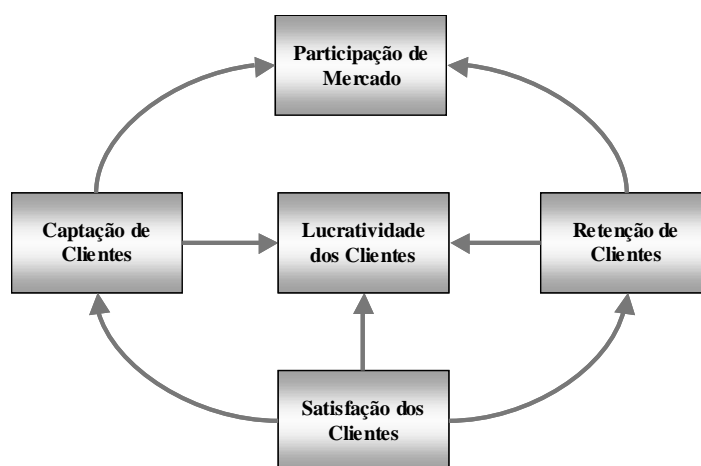 Participação de
Mercado
Captação de
Clientes
Lucratividade
dos Clientes
Retenção de
Clientes
Satisfação dos
Clientes